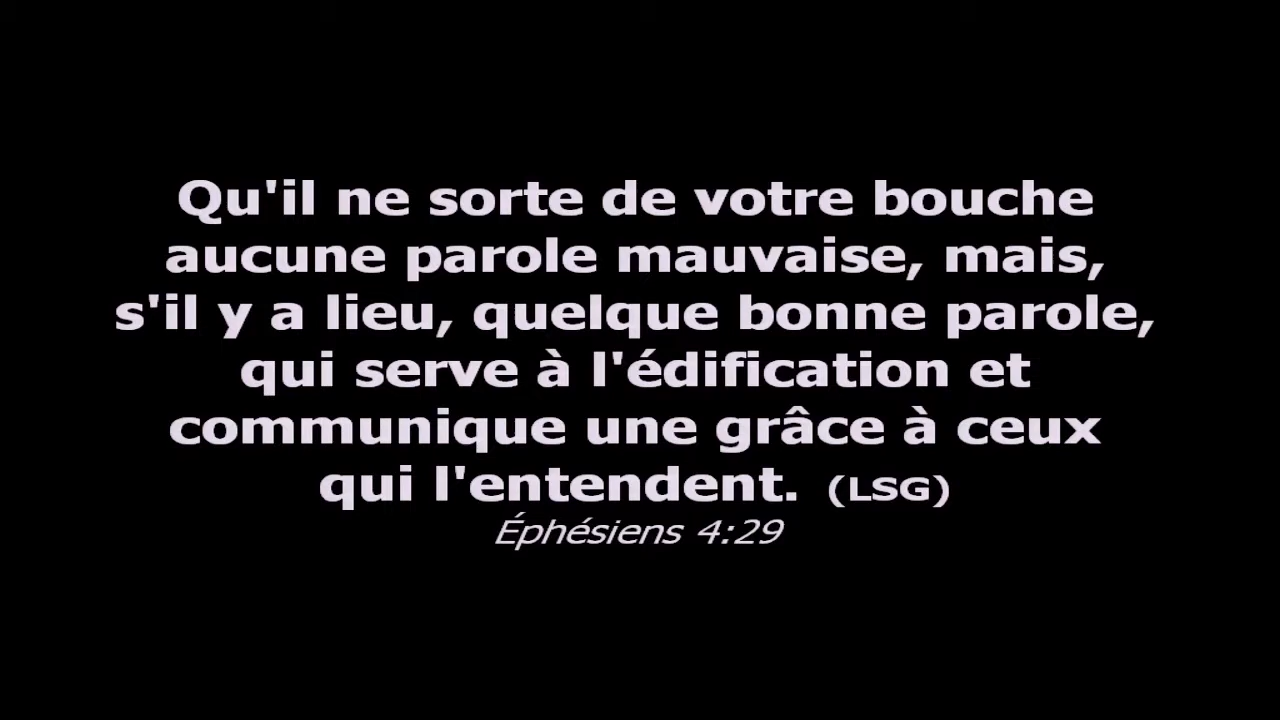 Qu'il ne sorte de votre bouche
aucune parole mauvaise, mais,
s'il y a lieu, quelque bonne parole,
qui serve à l'édification et
communique une grâce à ceux
qui l'entendent. (LSG)
Éphésiens 4:29